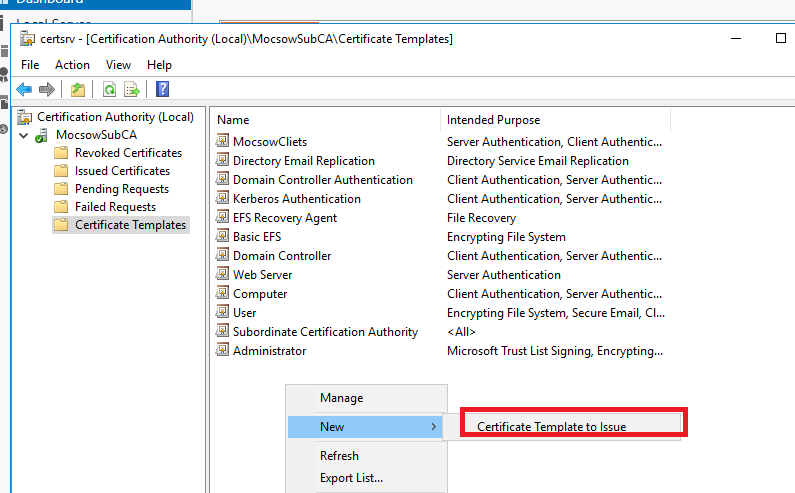 Dashboard
Local Server
certsrv - [Certification Authority (Local)\MocsowSubCA\Certificate Templates]
File Action View Help
Certification Authority (Local)
MocsowSubCA
Revoked Certificates
Issued Certificates
Pending Requests
Failed Requests
Certificate Templates
Name Intended Purpose
MocsowCliets Server Authentication, Client Authentic...
Directory Email Replication Directory Service Email Replication
Domain Controller Authentication Client Authentication, Server Authentic...
Kerberos Authentication Client Authentication, Server Authentic...
EFS Recovery Agent File Recovery
Basic EFS Encrypting File System
Domain Controller Client Authentication, Server Authentic...
Web Server Server Authentication
Computer Client Authentication, Server Authentic...
User Encrypting File System, Secure Email, Cl...
Subordinate Certification Authority <All>
Administrator Microsoft Trust List Signing, Encrypting...
Manage
New > Certificate Template to Issue
Refresh
Export List...